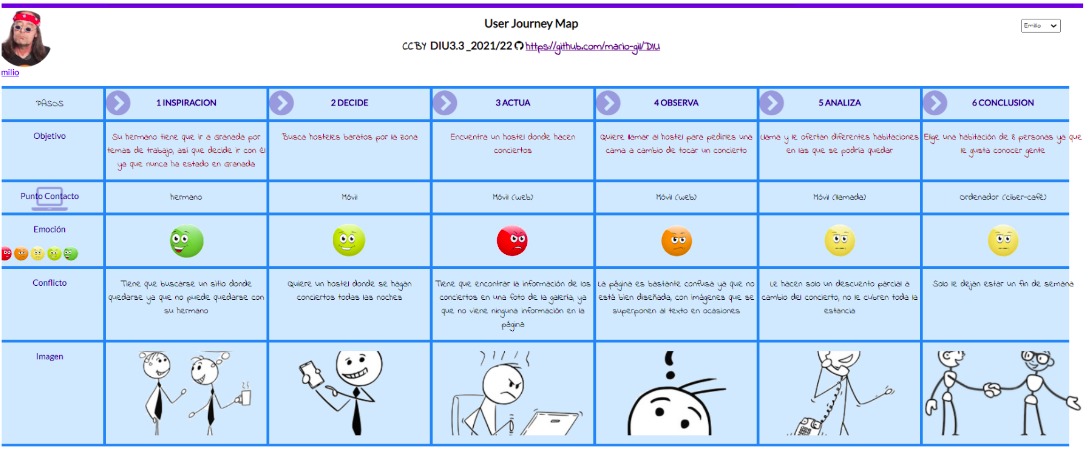 User Journey Map
Emilio
CCBY DIU3.3 _2021/22 https://github.com/mario-gil/DIU
milio
PASOS
1 INSPIRACION
2 DECIDE
3 ACTUA
4 OBSERVA
5 ANALIZA
6 CONCLUSION
Objetivo
Su hermano tiene que ir a Granada por
temas de trabajo, así que decide ir con él
ya que nunca ha estado en Granada
Busca hosteles baratos por la zona
Encuentra un hostel donde hacen
conciertos
Quiere llamar al hostel para pedirles una
cama a cambio de tocar un concierto
Llama y le ofertan diferentes habitaciones
en las que se podría quedar
Elige una habitación de 8 personas ya que
le gusta conocer gente
Punto Contacto
hermano
Móvil
Móvil (web)
Móvil (web)
Móvil (llamada)
ordenador (ciber-café)
Emoción
Conflicto
Tiene que buscarse un sitio donde
quedarse ya que no puede quedarse con
su hermano
Quiere un hostel donde se hagan
conciertos todas las noches
Tiene que encontrar la información de los
conciertos en una foto de la galería, ya
que no viene ninguna información en la
página
La página es bastante confusa ya que no
está bien diseñada, con imágenes que se
superponen al texto en ocasiones
Le hacen solo un descuento parcial a
cambio del concierto, no le cubren toda la
estancia
Solo le dejan estar un fin de semana
Imagen